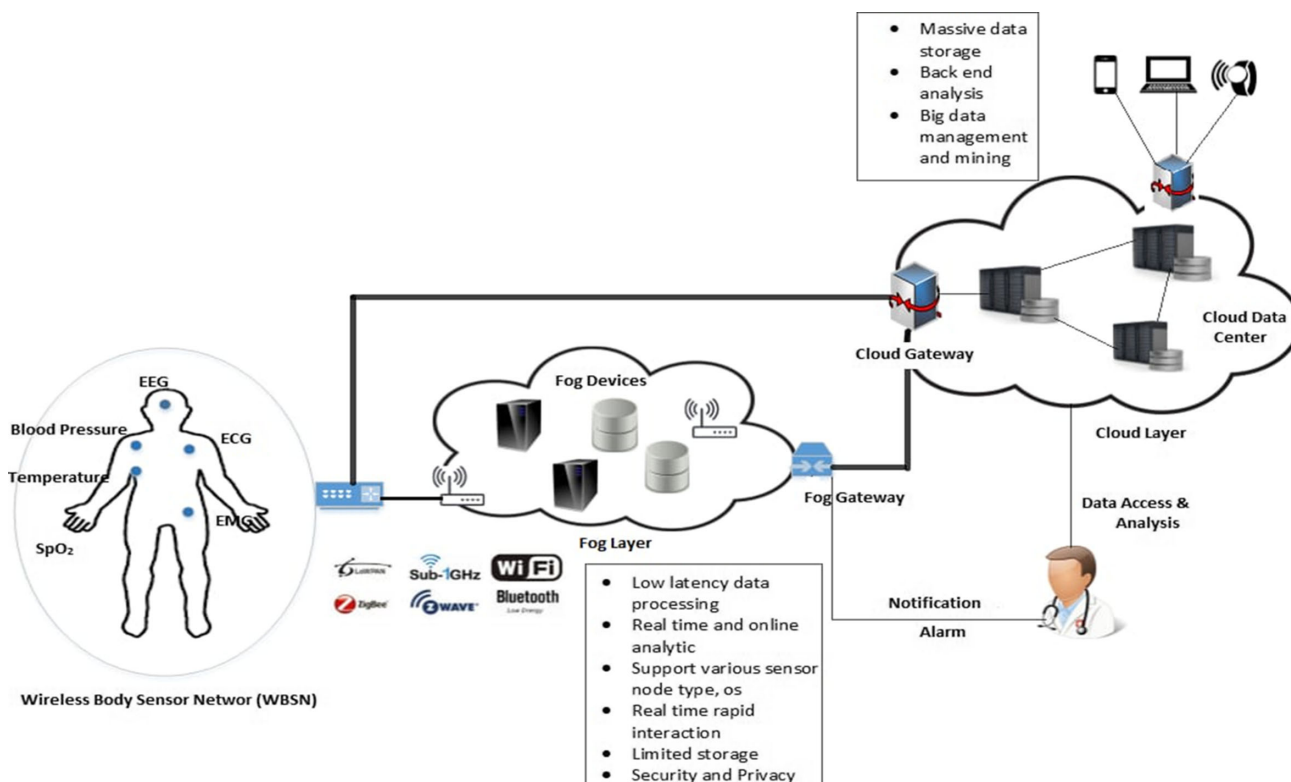 • Massive data
storage
• Back end
analysis
• Big data
management
and mining
Cloud Gateway
Cloud Data
Center
Cloud Layer
Data Access &
Analysis
EEG
Blood Pressure
ECG
Temperature
EMG
SpO₂
Wireless Body Sensor Networ (WBSN)
Fog Devices
Fog Gateway
Fog Layer
6LoWPAN
Sub-1GHz
WiFi
ZigBee
Z WAVE
Bluetooth
Low Energy
• Low latency data
processing
• Real time and online
analytic
• Support various sensor
node type, os
• Real time rapid
interaction
• Limited storage
• Security and Privacy
Notification
Alarm